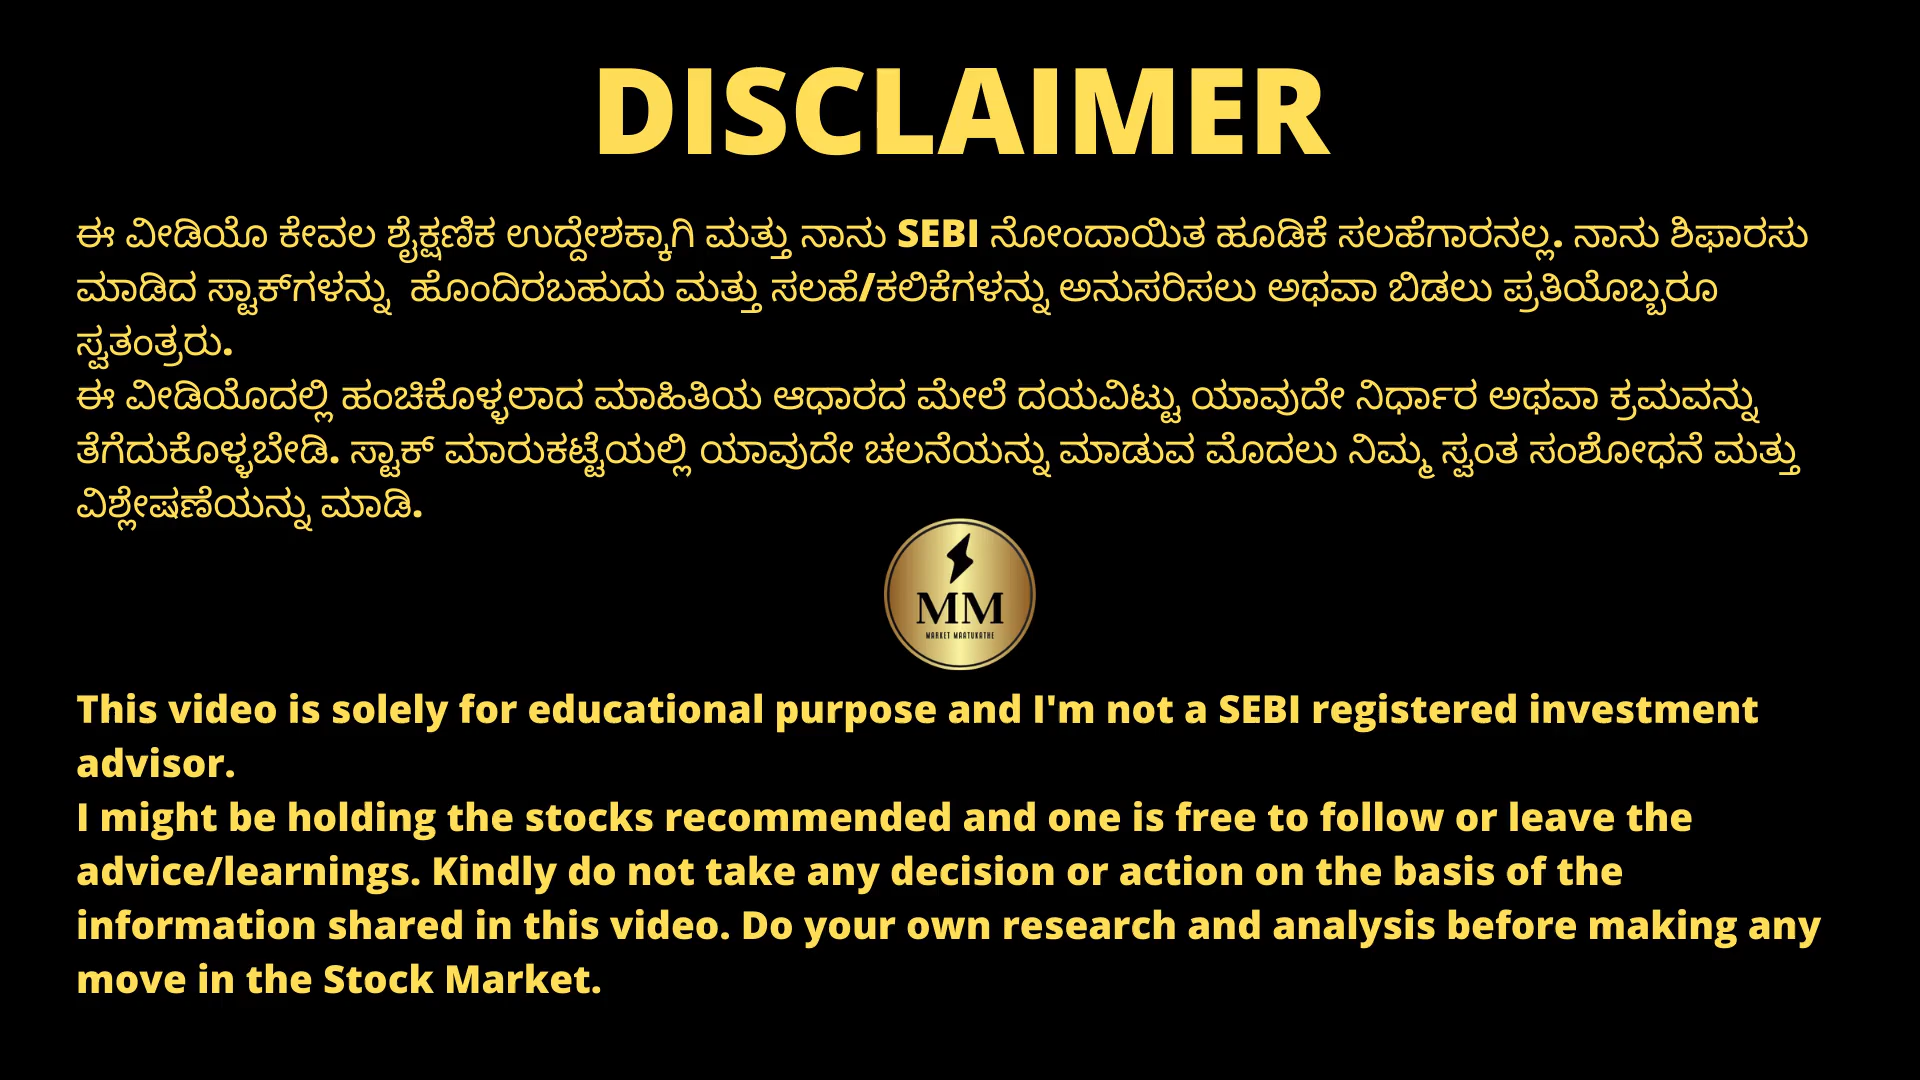 DISCLAIMER
ಈ ವೀಡಿಯೊ ಕೇವಲ ಶೈಕ್ಷಣಿಕ ಉದ್ದೇಶಕ್ಕಾಗಿ ಮತ್ತು ನಾನು SEBI ನೋಂದಾಯಿತ ಹೂಡಿಕೆ ಸಲಹೆಗಾರನಲ್ಲ. ನಾನು ಶಿಫಾರಸು
ಮಾಡಿದ ಸ್ಟಾಕ್‌ಗಳನ್ನು ಹೊಂದಿರಬಹುದು ಮತ್ತು ಸಲಹೆ/ಕಲಿಕೆಗಳನ್ನು ಅನುಸರಿಸಲು ಅಥವಾ ಬಿಡಲು ಪ್ರತಿಯೊಬ್ಬರೂ
ಸ್ವತಂತ್ರರು.
ಈ ವೀಡಿಯೊದಲ್ಲಿ ಹಂಚಿಕೊಳ್ಳಲಾದ ಮಾಹಿತಿಯ ಆಧಾರದ ಮೇಲೆ ದಯವಿಟ್ಟು ಯಾವುದೇ ನಿರ್ಧಾರ ಅಥವಾ ಕ್ರಮವನ್ನು
ತೆಗೆದುಕೊಳ್ಳಬೇಡಿ. ಸ್ಟಾಕ್ ಮಾರುಕಟ್ಟೆಯಲ್ಲಿ ಯಾವುದೇ ಚಲನೆಯನ್ನು ಮಾಡುವ ಮೊದಲು ನಿಮ್ಮ ಸ್ವಂತ ಸಂಶೋಧನೆ ಮತ್ತು
ವಿಶ್ಲೇಷಣೆಯನ್ನು ಮಾಡಿ.
MM
MARKET MAATUKATHE
This video is solely for educational purpose and I'm not a SEBI registered investment
advisor.
I might be holding the stocks recommended and one is free to follow or leave the
advice/learnings. Kindly do not take any decision or action on the basis of the
information shared in this video. Do your own research and analysis before making any
move in the Stock Market.